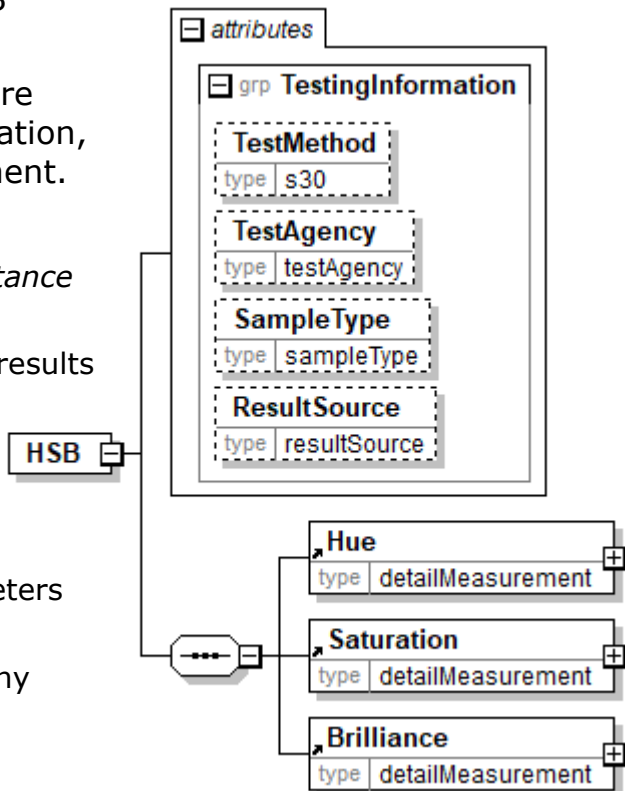 attributes
re
grp TestingInformation
ation,
TestMethod
nent.
type s30
TestAgency
type testAgency
tance
SampleType
type sampleType
results
ResultSource
type resultSource
HSB
Hue
type detailMeasurement
eters
Saturation
type detailMeasurement
ny
Brilliance
type detailMeasurement